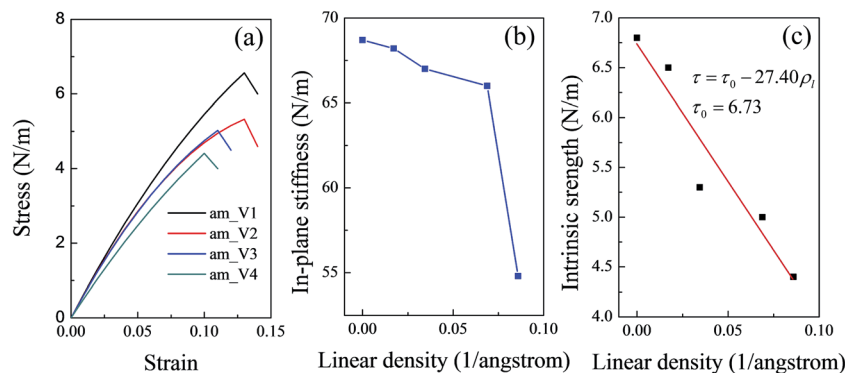 (a)
Stress (N/m)
8
6
4
2
0
am_V1
am_V2
am_V3
am_V4
0.00 0.05 0.10 0.15
Strain
(b)
In-plane stiffness (N/m)
70
65
60
55
0.00 0.05 0.10
Linear density (1/angstrom)
(c)
Intrinsic srength (N/m)
7.0
6.5
6.0
5.5
5.0
4.5
4.0
τ = τ₀ − 27.40ρₗ
τ₀ = 6.73
0.00 0.05 0.10
Linear density (1/angstrom)